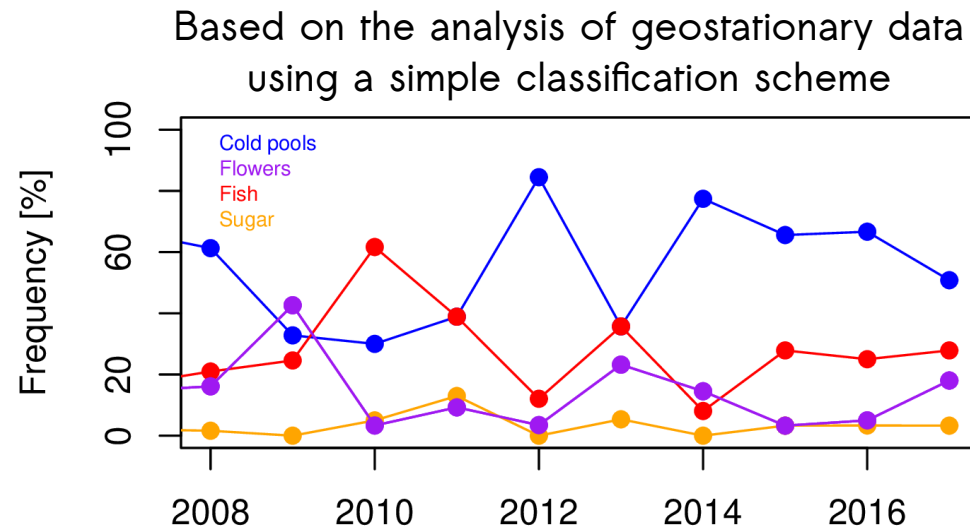 Based on the analysis of geostationary data
using a simple classification scheme
Frequency [%]
100
60
20
0
Cold pools
Flowers
Fish
Sugar
2008 2010 2012 2014 2016